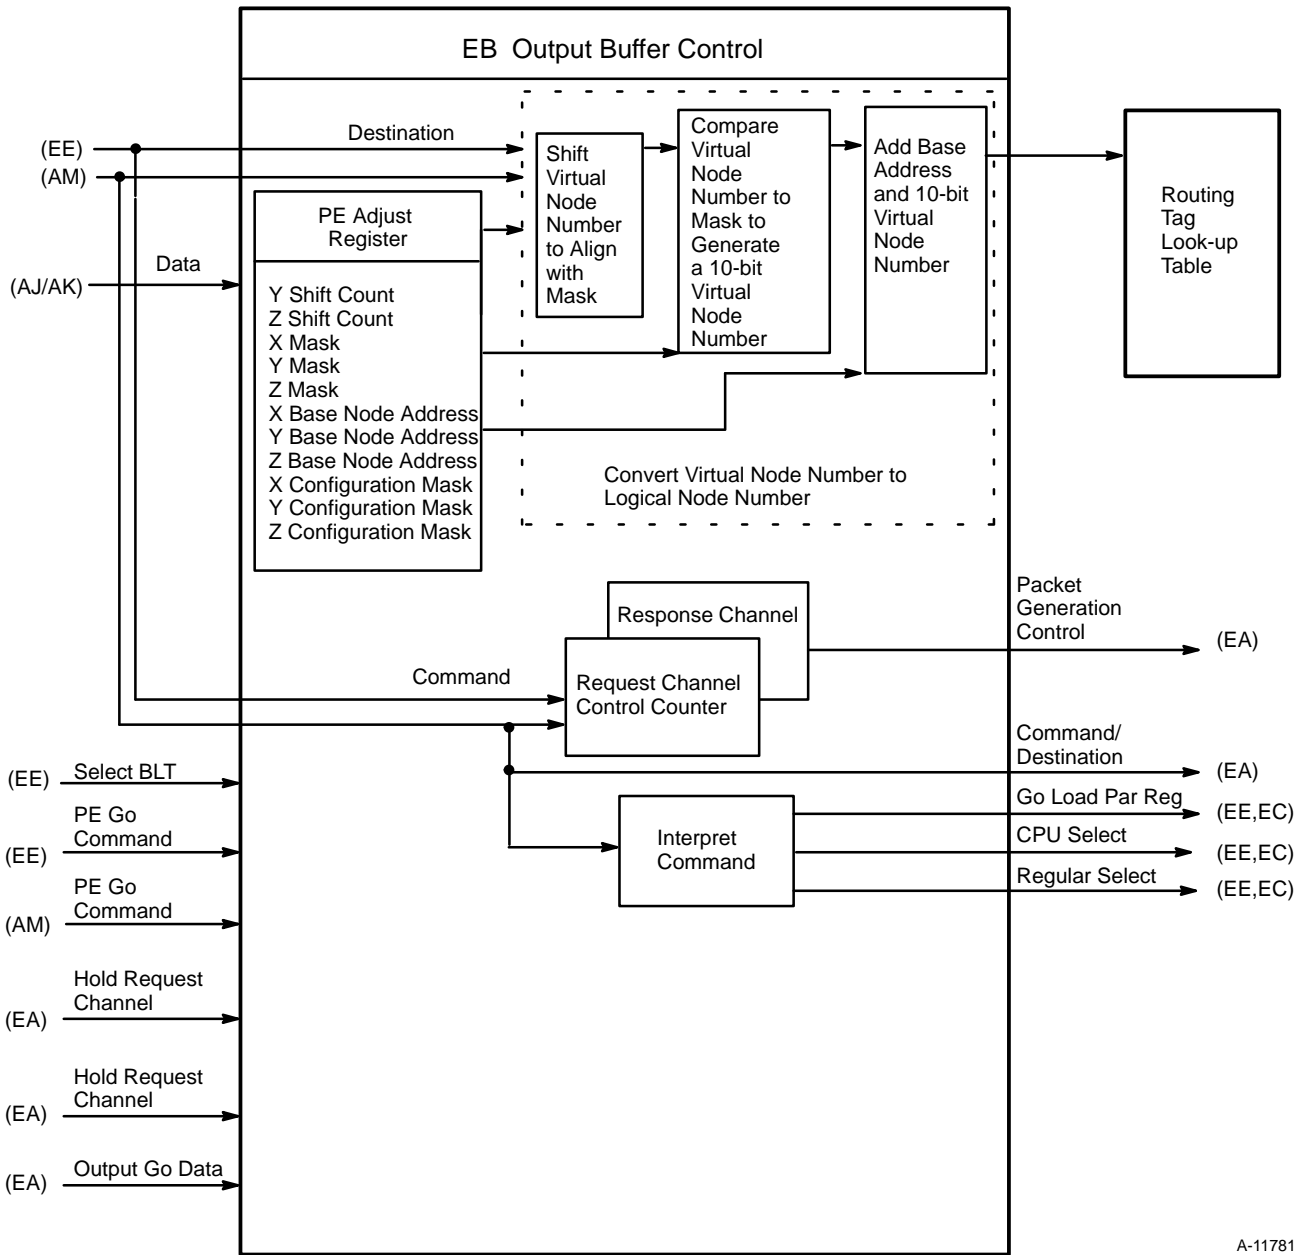 EB Output Buffer Control
(EE)
(AM)
Destination
(AJ/AK)
Data
PE Adjust
Register
Y Shift Count
Z Shift Count
X Mask
Y Mask
Z Mask
X Base Node Address
Y Base Node Address
Z Base Node Address
X Configuration Mask
Y Configuration Mask
Z Configuration Mask
Shift
Virtual
Node
Number
to Align
with
Mask
Compare
Virtual
Node
Number to
Mask to
Generate
a 10-bit
Virtual
Node
Number
Add Base
Address
and 10-bit
Virtual
Node
Number
Convert Virtual Node Number to
Logical Node Number
Routing
Tag
Look-up
Table
Response Channel
Request Channel
Control Counter
Command
Packet
Generation
Control
(EA)
Command/
Destination
(EA)
Interpret
Command
Go Load Par Reg
(EE,EC)
CPU Select
(EE,EC)
Regular Select
(EE,EC)
(EE)
Select BLT
PE Go
Command
(EE)
PE Go
Command
(AM)
Hold Request
Channel
(EA)
Hold Request
Channel
(EA)
Output Go Data
(EA)
A-11781